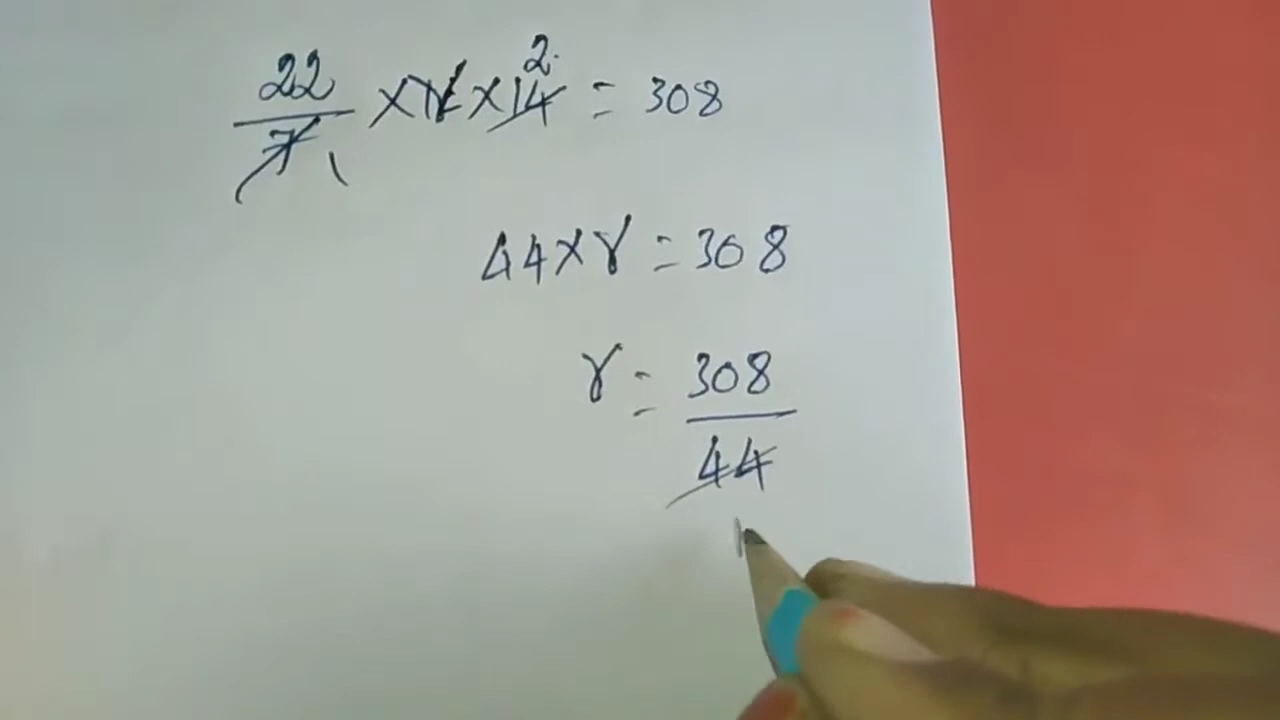 22/7 1 × r × 14 2 = 308
44 × r = 308
r = 308/44